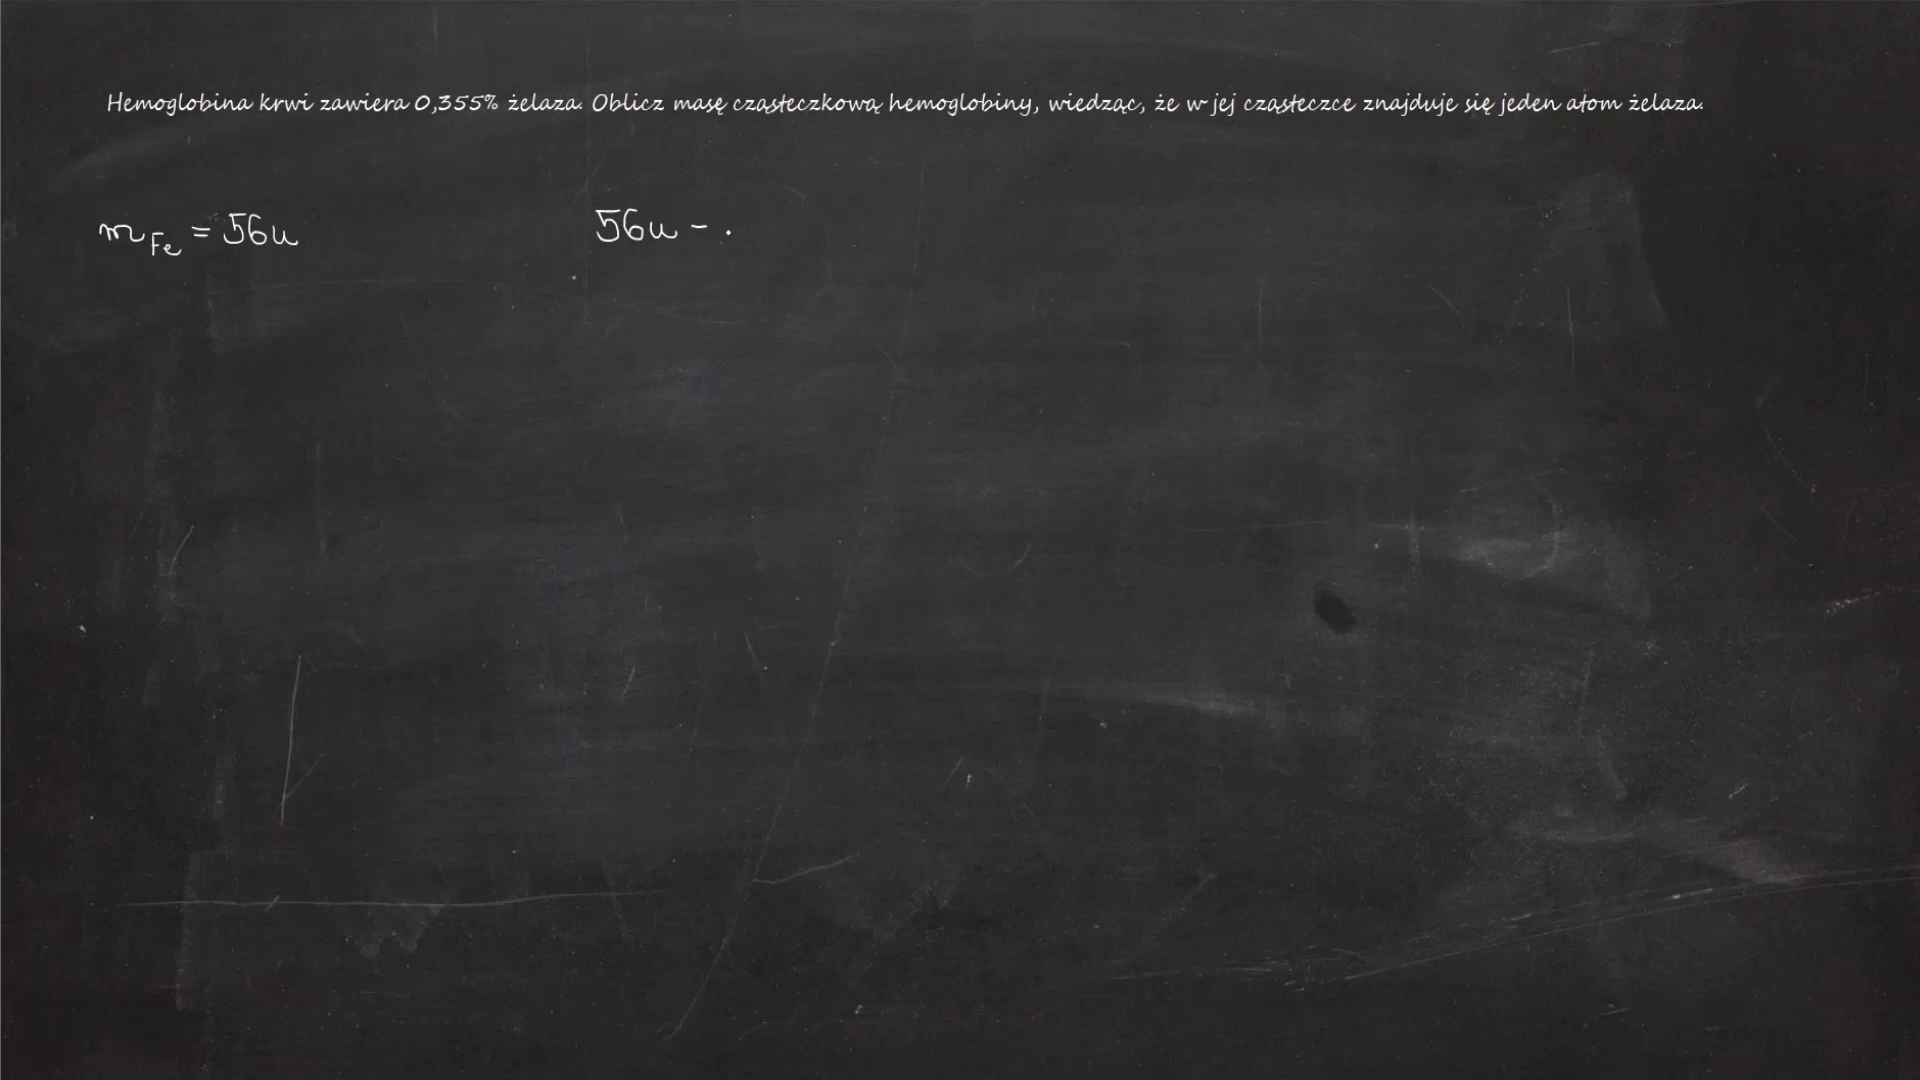 Hemoglobina krwi zawiera 0,355% żelaza. Oblicz masę cząsteczkową hemoglobiny, wiedząc, że w jej cząsteczce znajduje się jeden atom żelaza.
m Fe = 56u 56u - .